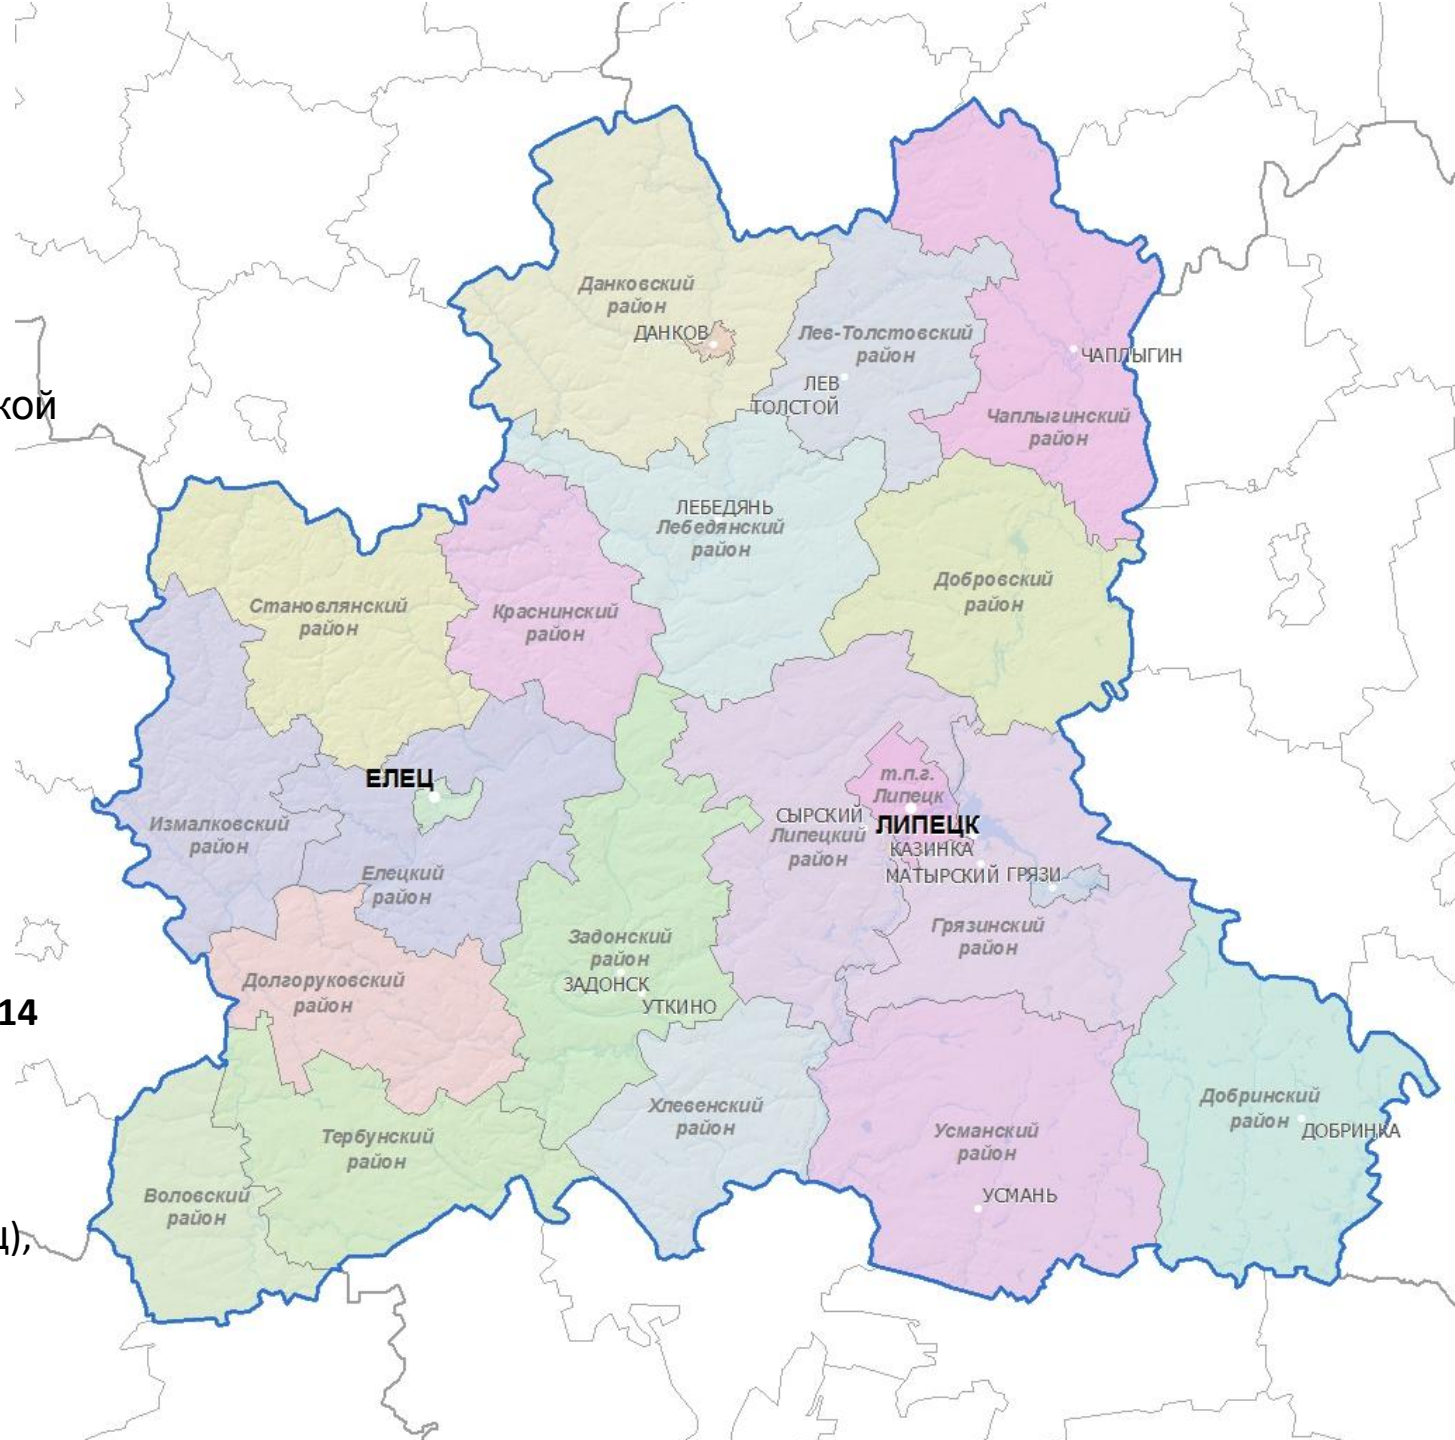 Данковский
район
ДАНКОВ
Лев-Толстовский
район
ЛЕВ
ТОЛСТОЙ
ЧАПЛЫГИН
Чаплыгинский
район
кой
ЛЕБЕДЯНЬ
Лебедянский
район
Добровский
район
Становлянский
район
Краснинский
район
ЕЛЕЦ
т.п.г.
Липецк
ЛИПЕЦК
СЫРСКИЙ
Липецкий
район
КАЗИНКА
МАТЫРСКИЙ
ГРЯЗИ
Измалковский
район
Елецкий
район
Грязинский
район
Задонский
район
ЗАДОНСК
УТКИНО
Долгоруковский
район
14
Хлевенский
район
Добринский
район
ДОБРИНКА
Тербунский
район
Усманский
район
УСМАНЬ
Воловский
район
ц),